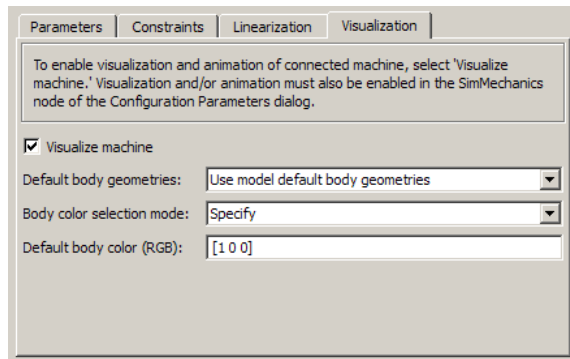 Parameters Constraints Linearization Visualization
To enable visualization and animation of connected machine, select 'Visualize
machine.' Visualization and/or animation must also be enabled in the SimMechanics
node of the Configuration Parameters dialog.
Visualize machine
Default body geometries: Use model default body geometries
Body color selection mode: Specify
Default body color (RGB): [1 0 0]